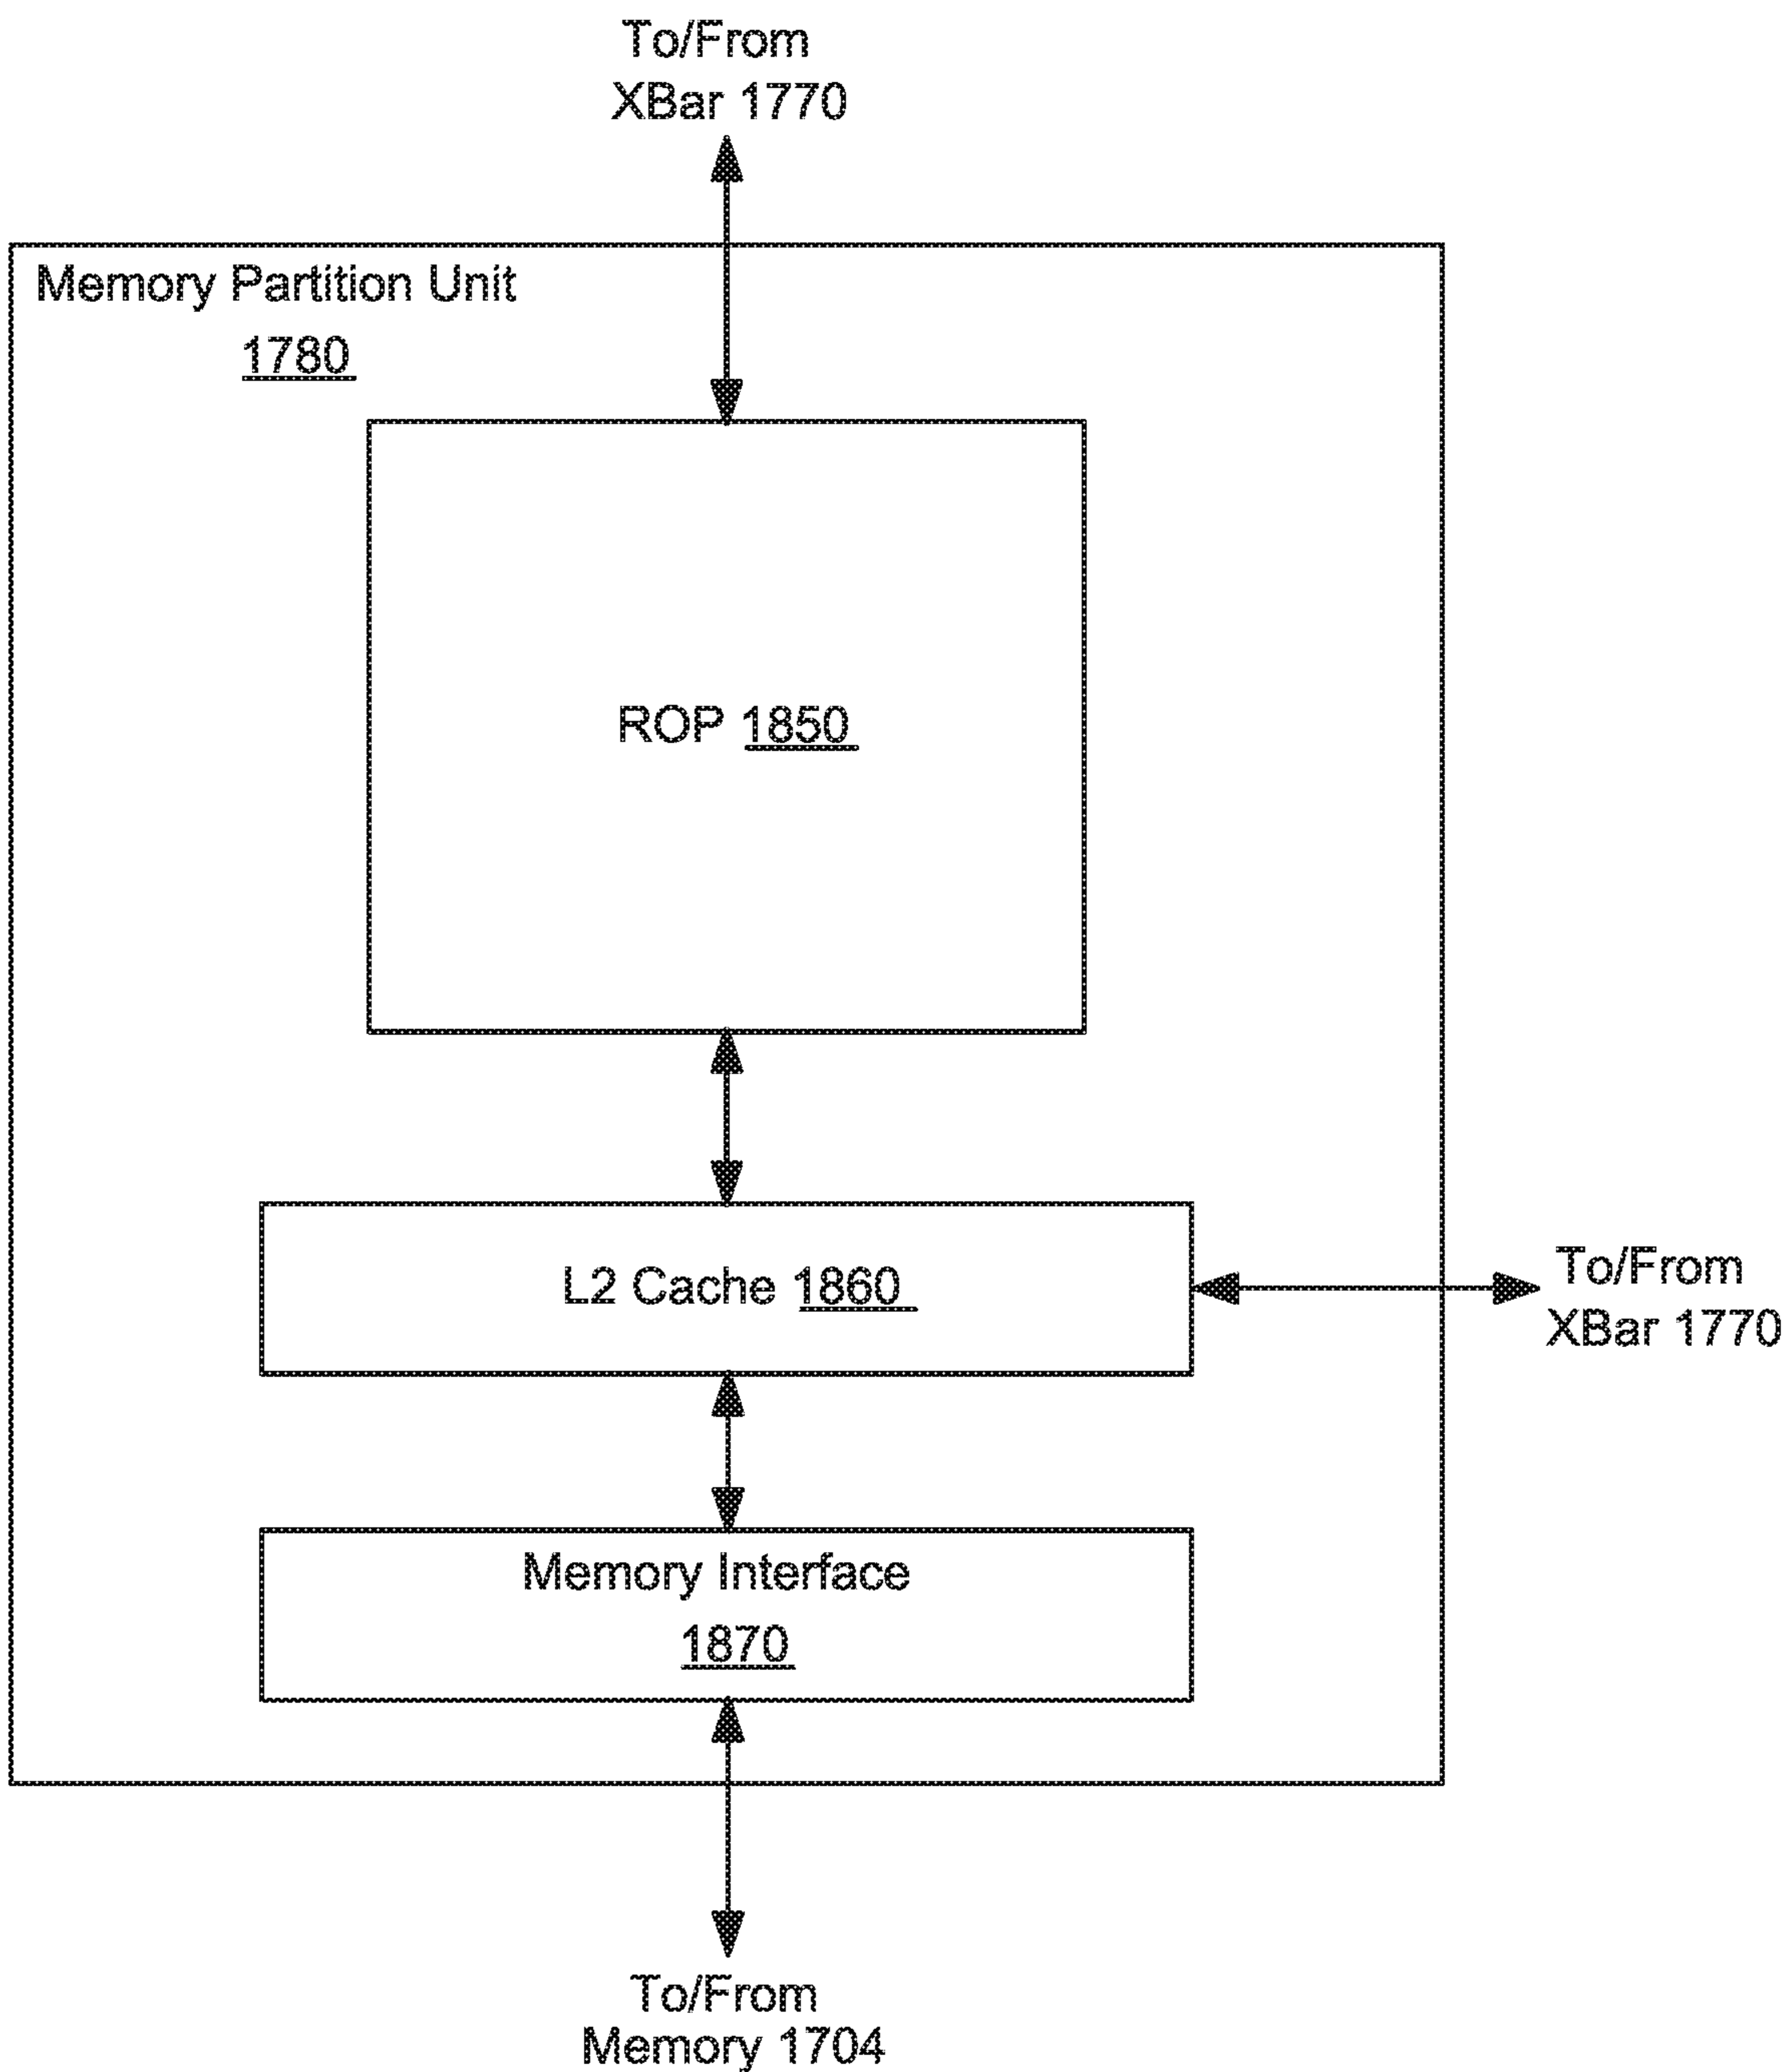 To/From
XBar 1770
Memory Partition Unit
1780
ROP 1850
L2 Cache 1860
To/From
XBar 1770
Memory Interface
1870
To/From
Memory 1704